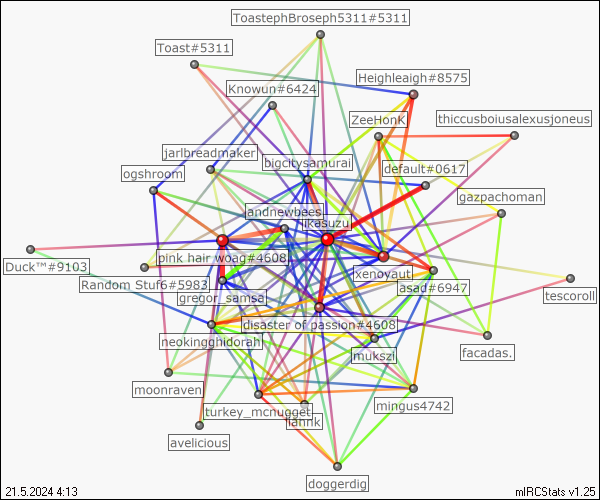 ToastephBroseph5311#5311
Toast#5311
Heighleigh#8575
Knowun#6424
ZeeHonK
thiccusboiusalexusjoneus
jarlbreadmaker
bigcitysamurai
default#0617
ogshroom
gazpachoman
andnewbees
ikasuzu
pink hair woag#4608
Duck™#9103
xenoyaut
Random Stuf6#5983
asad#6947
tescoroll
gregor_samsa
disaster of passion#4608
neokingghidorah
mukszi
facadas.
moonraven
mingus4742
turkey_mcnugget
iannk
avelicious
doggerdig
21.5.2024 4:13
mIRCStats v1.25